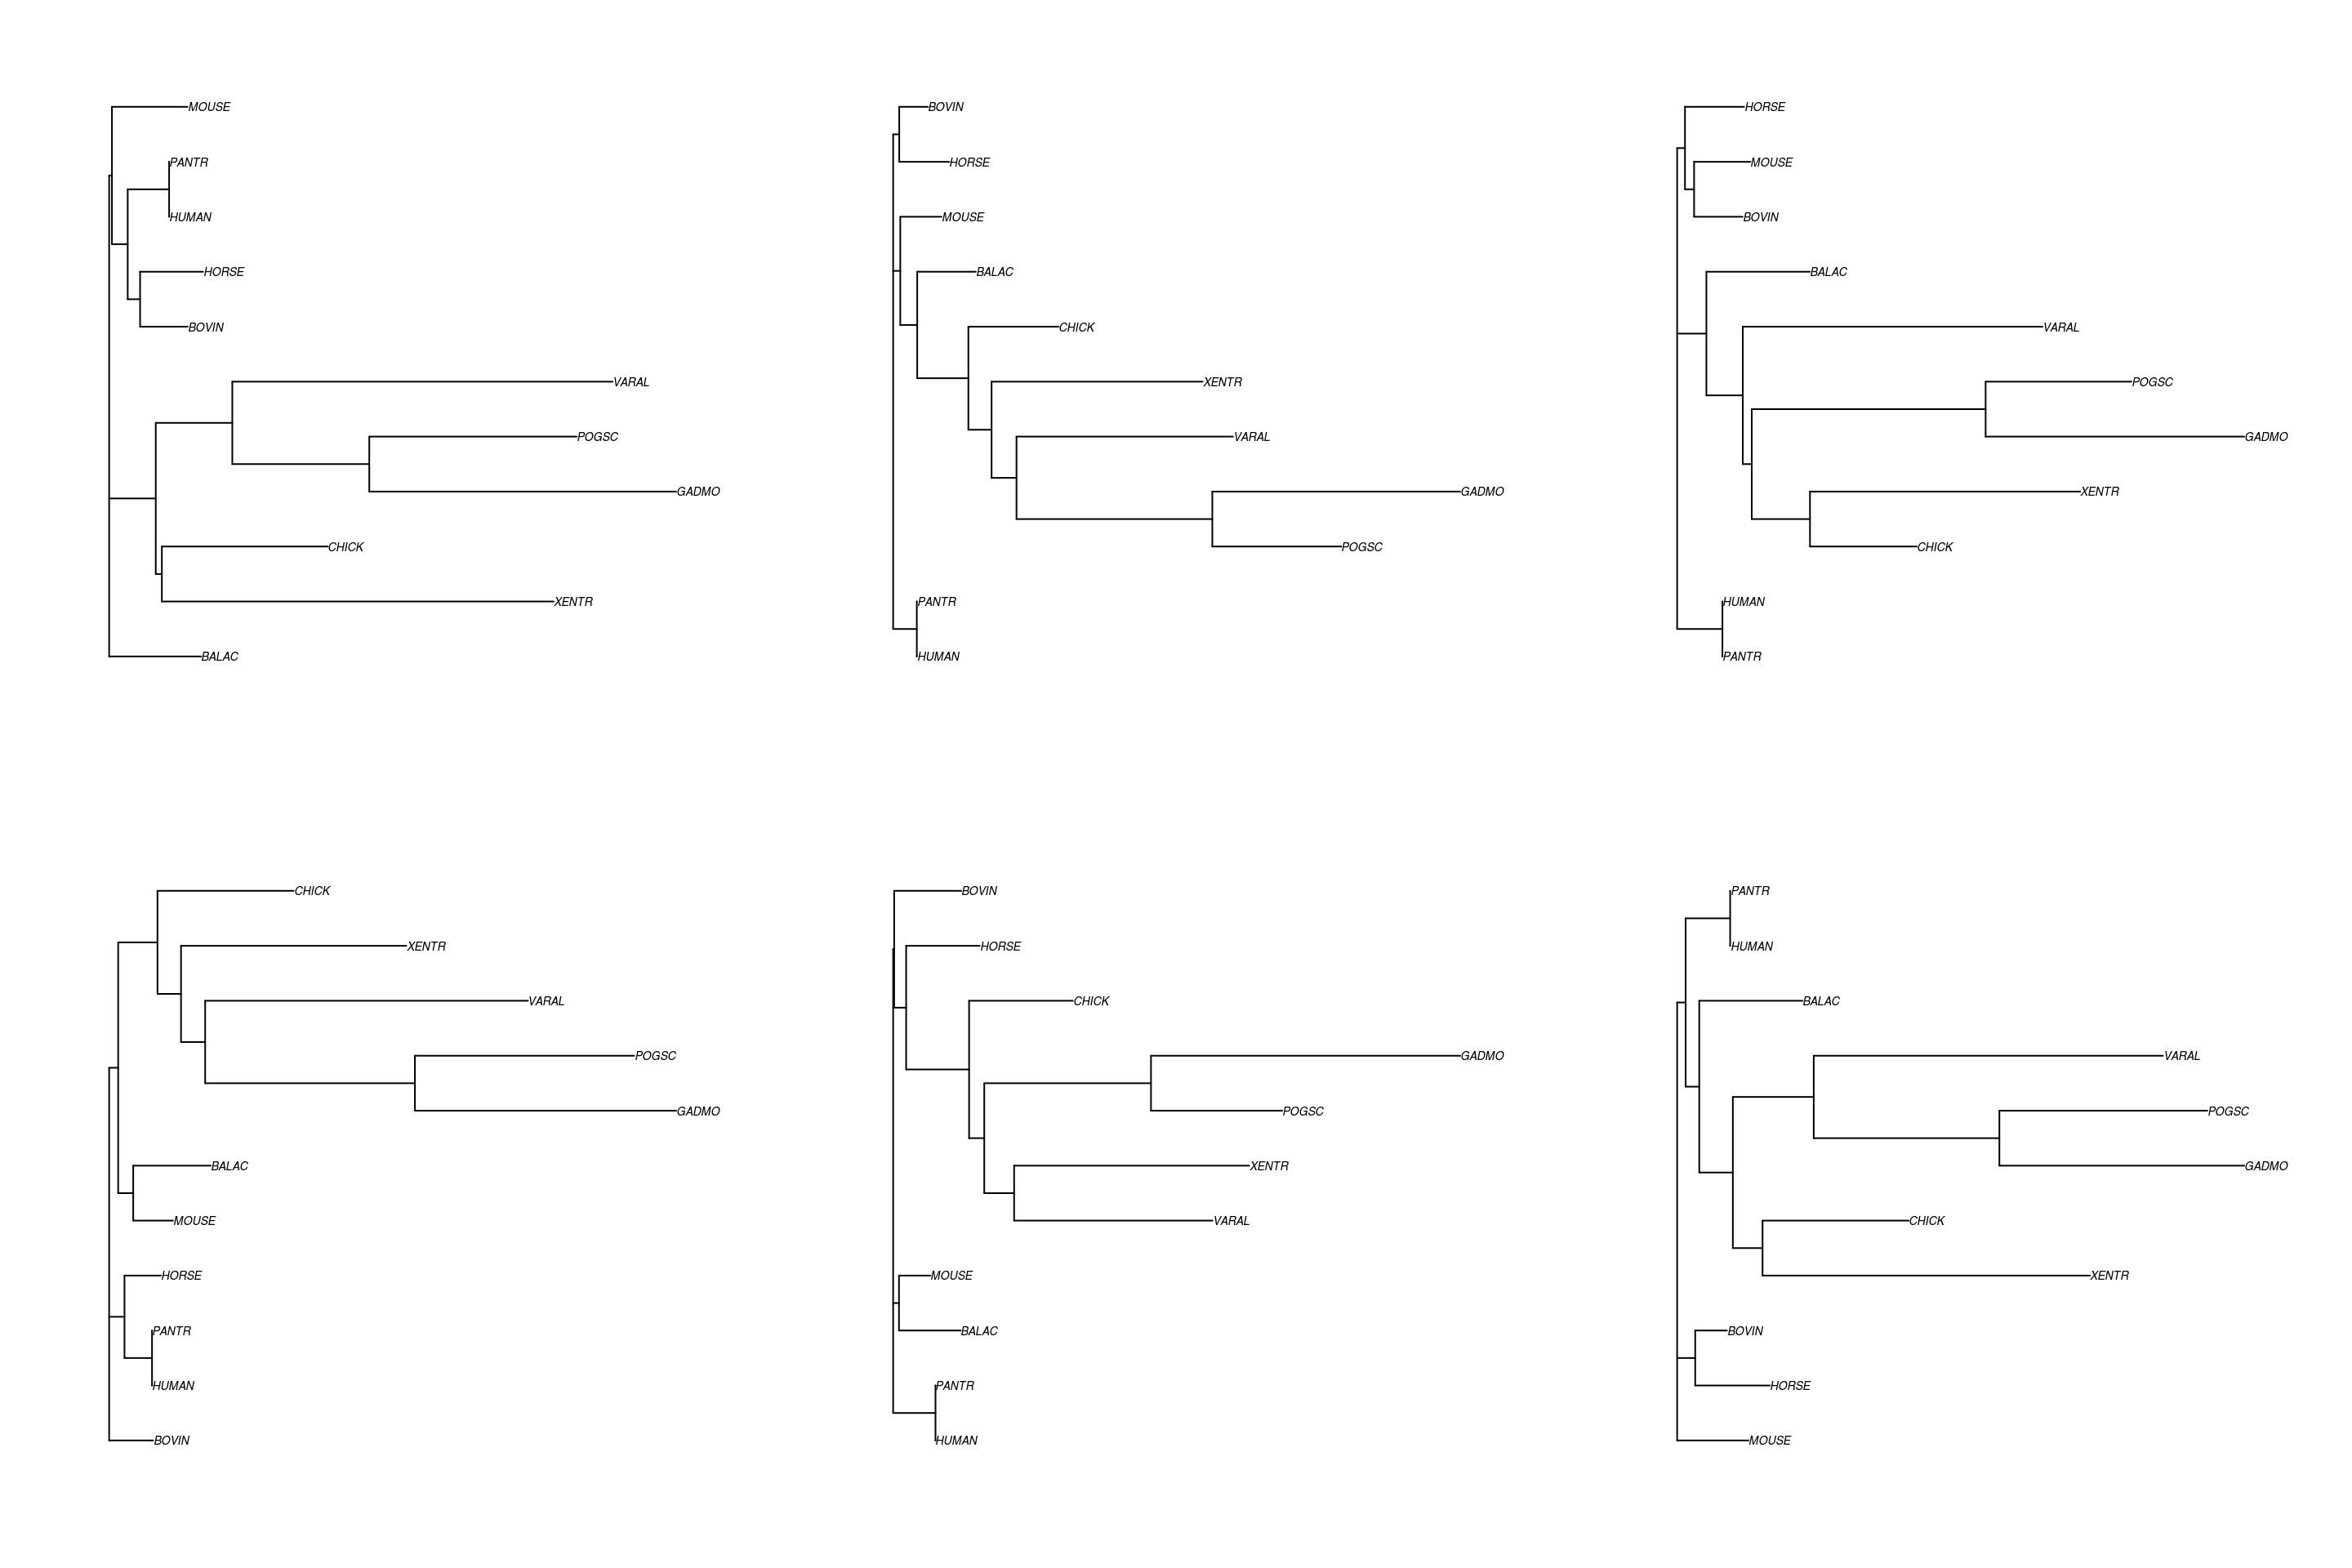 MOUSE
PANTR
HUMAN
HORSE
BOVIN
VARAL
POGSC
GADMO
CHICK
XENTR
BALAC
BOVIN
HORSE
MOUSE
BALAC
CHICK
XENTR
VARAL
GADMO
POGSC
PANTR
HUMAN
HORSE
MOUSE
BOVIN
BALAC
VARAL
POGSC
GADMO
XENTR
CHICK
HUMAN
PANTR
CHICK
XENTR
VARAL
POGSC
GADMO
BALAC
MOUSE
HORSE
PANTR
HUMAN
BOVIN
BOVIN
HORSE
CHICK
GADMO
POGSC
XENTR
VARAL
MOUSE
BALAC
PANTR
HUMAN
PANTR
HUMAN
BALAC
VARAL
POGSC
GADMO
CHICK
XENTR
BOVIN
HORSE
MOUSE